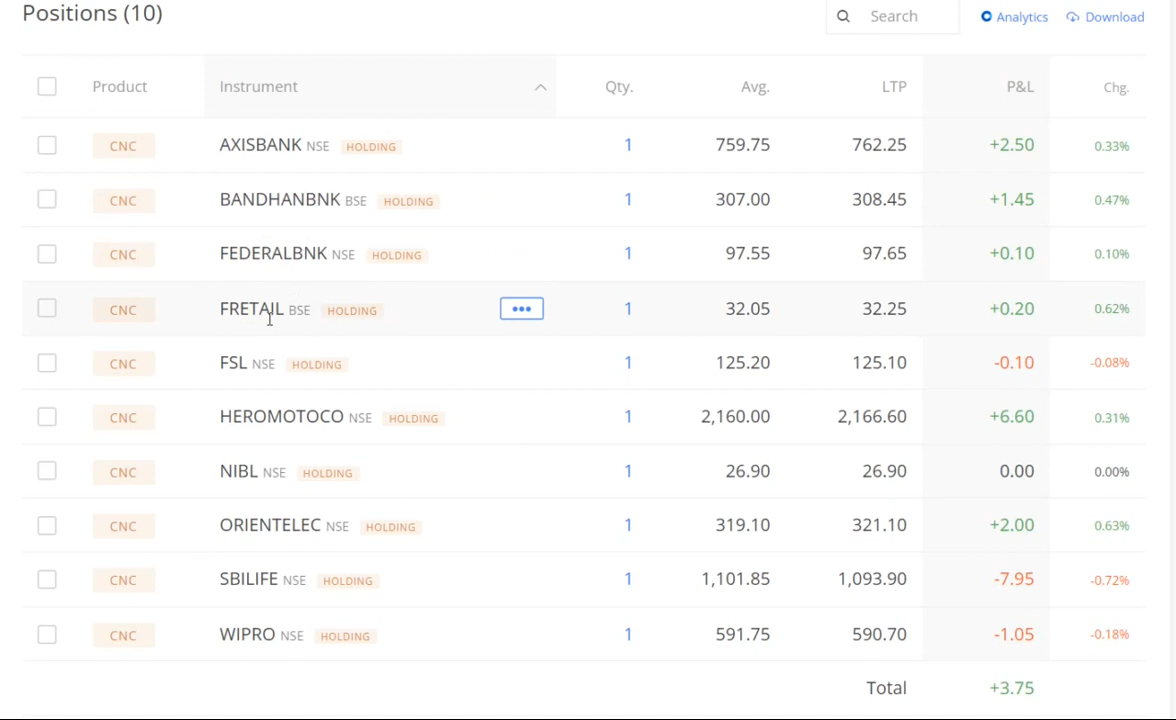 Positions (10) Search Analytics Download
Product Instrument Qty. Avg. LTP P&L Chg.
CNC AXISBANK NSE HOLDING 1 759.75 762.25 +2.50 0.33%
CNC BANDHANBNK BSE HOLDING 1 307.00 308.45 +1.45 0.47%
CNC FEDERALBNK NSE HOLDING 1 97.55 97.65 +0.10 0.10%
CNC FRETAIL BSE HOLDING 1 32.05 32.25 +0.20 0.62%
CNC FSL NSE HOLDING 1 125.20 125.10 -0.10 -0.08%
CNC HEROMOTOCO NSE HOLDING 1 2,160.00 2,166.60 +6.60 0.31%
CNC NIBL NSE HOLDING 1 26.90 26.90 0.00 0.00%
CNC ORIENTELEC NSE HOLDING 1 319.10 321.10 +2.00 0.63%
CNC SBILIFE NSE HOLDING 1 1,101.85 1,093.90 -7.95 -0.72%
CNC WIPRO NSE HOLDING 1 591.75 590.70 -1.05 -0.18%
Total +3.75